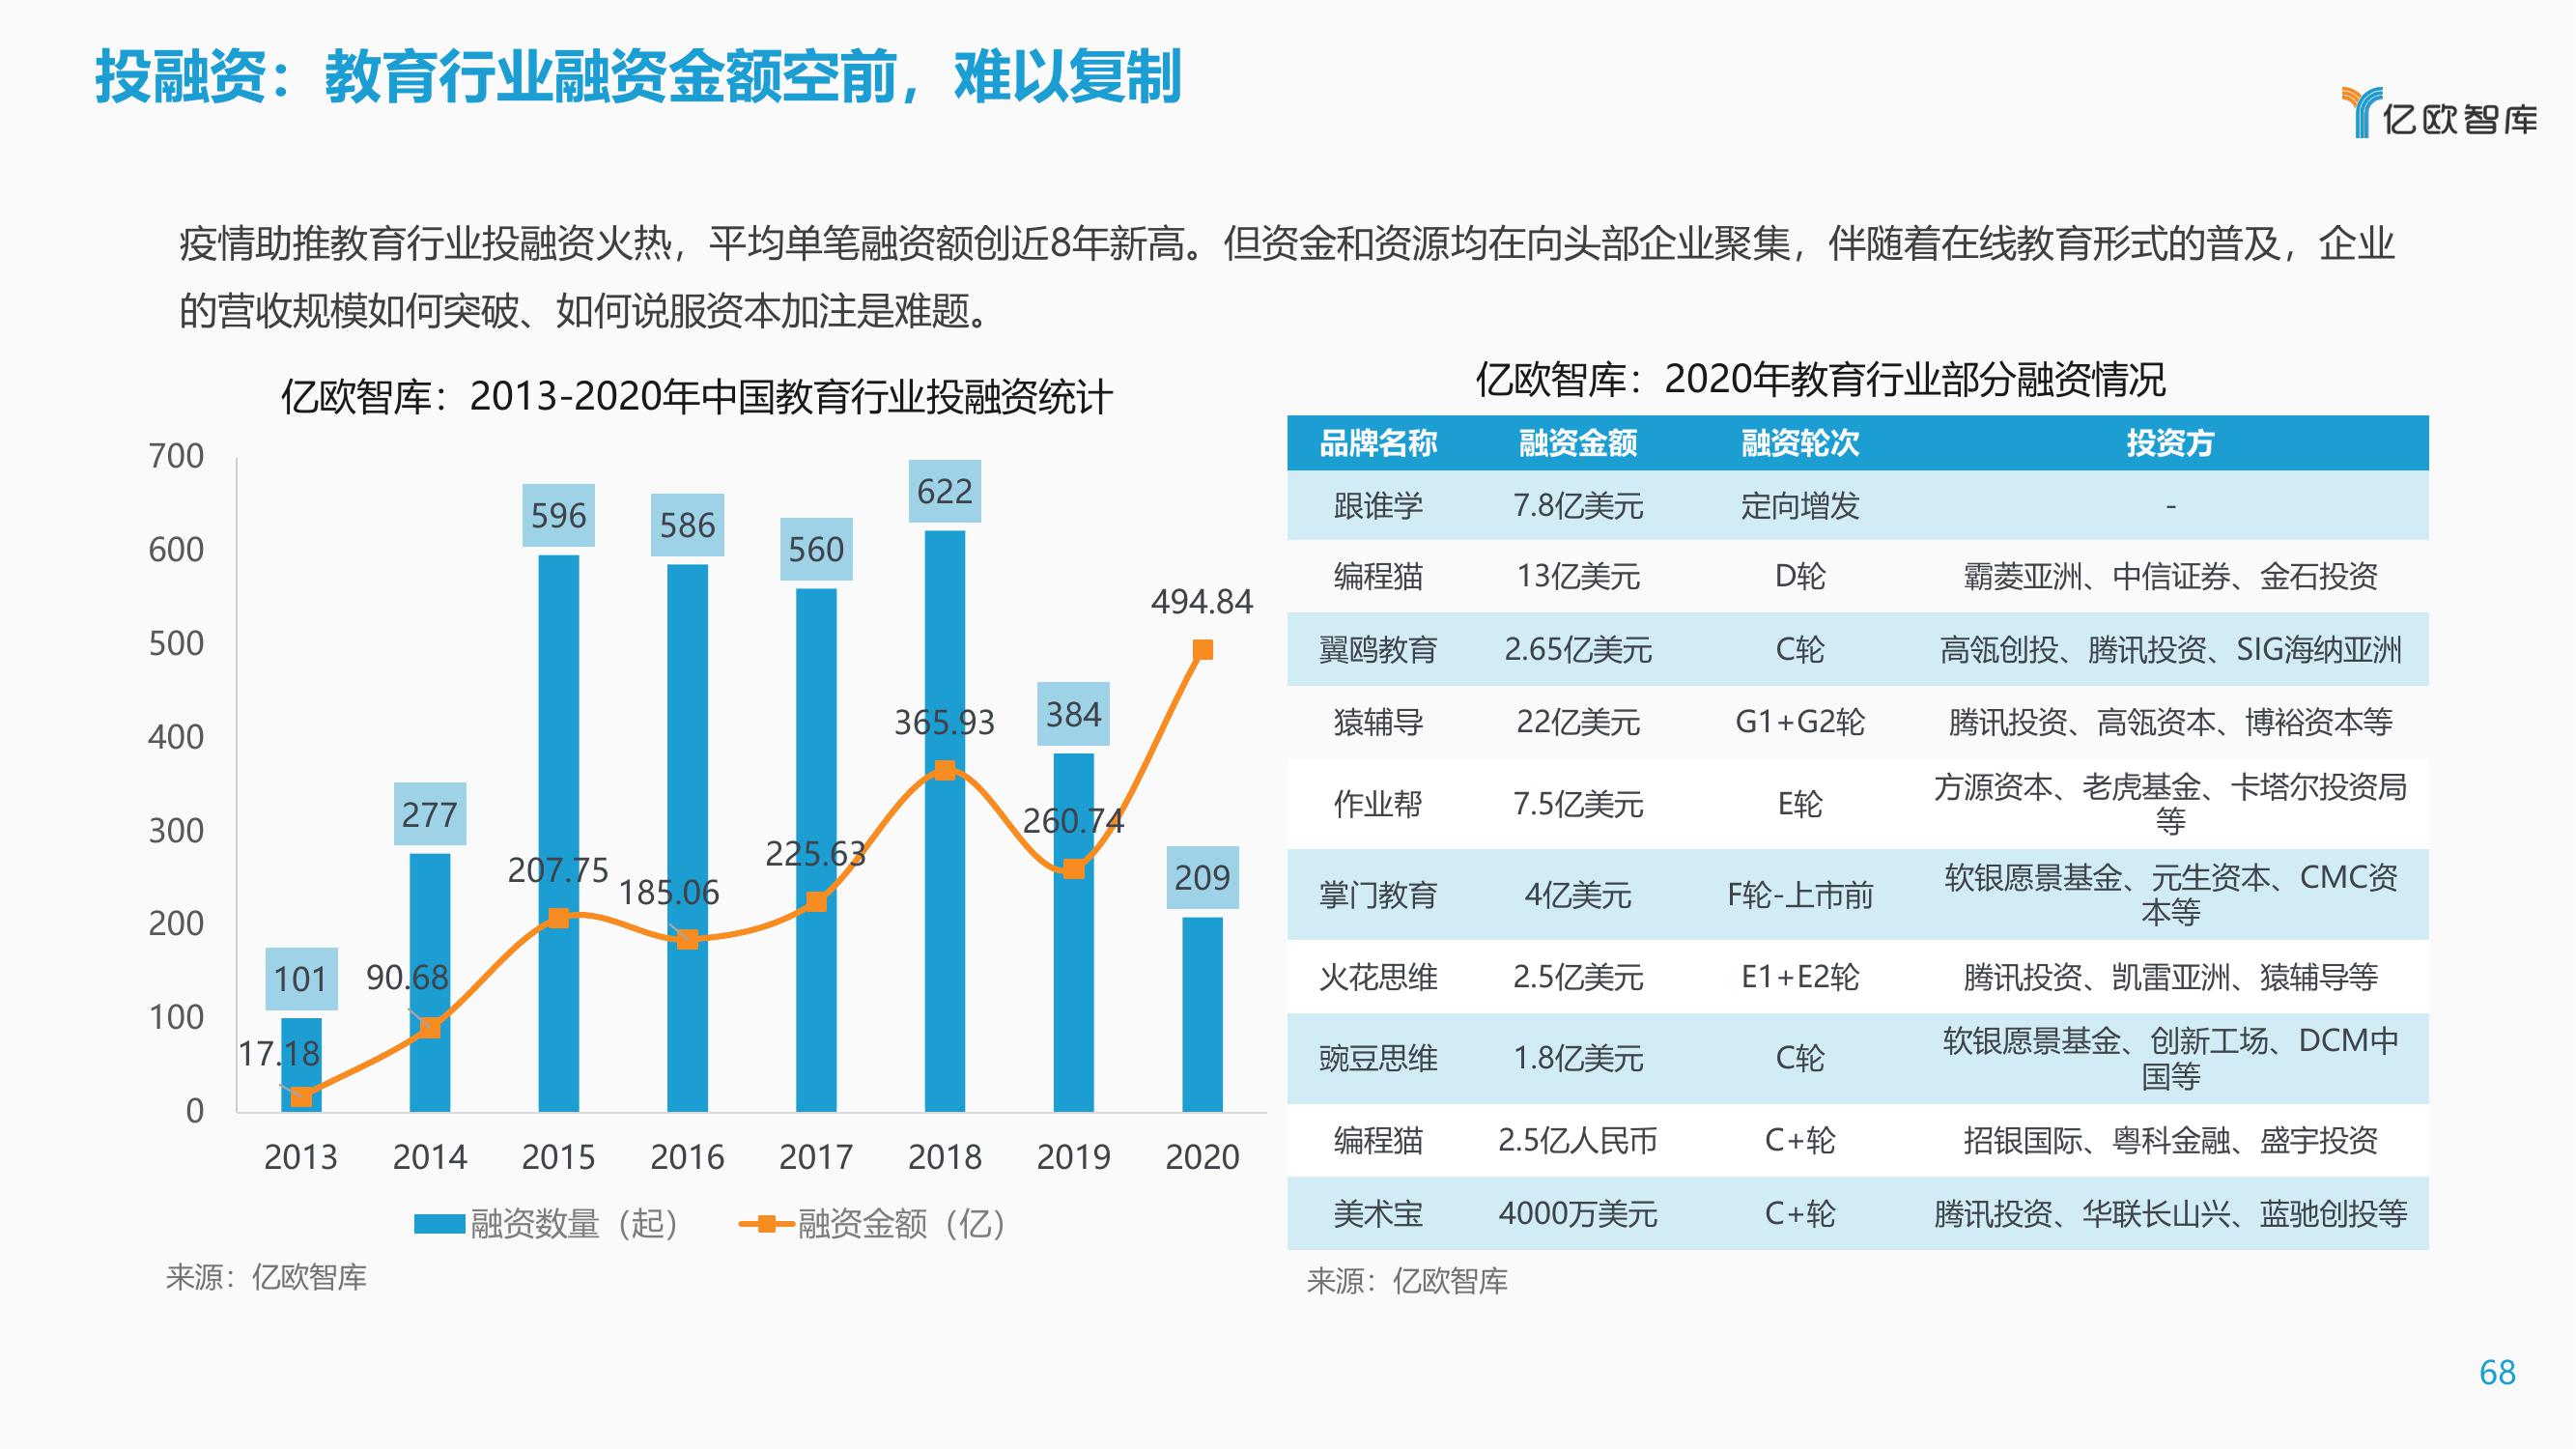 投融资：教育行业融资金额空前，难以复制
亿欧智库
疫情助推教育行业投融资火热，平均单笔融资额创近8年新高。但资金和资源均在向头部企业聚集，伴随着在线教育形式的普及，企业
的营收规模如何突破、如何说服资本加注是难题。
亿欧智库：2013-2020年中国教育行业投融资统计
700
600
500
400
300
200
100
0
101
277
596
586
560
622
384
209
17.18
90.68
207.75
185.06
225.63
365.93
260.74
494.84
2013 2014 2015 2016 2017 2018 2019 2020
融资数量（起） 融资金额（亿）
来源：亿欧智库
亿欧智库：2020年教育行业部分融资情况
品牌名称 融资金额 融资轮次 投资方
跟谁学 7.8亿美元 定向增发 -
编程猫 13亿美元 D轮 霸菱亚洲、中信证券、金石投资
翼鸥教育 2.65亿美元 C轮 高瓴创投、腾讯投资、SIG海纳亚洲
猿辅导 22亿美元 G1+G2轮 腾讯投资、高瓴资本、博裕资本等
作业帮 7.5亿美元 E轮 方源资本、老虎基金、卡塔尔投资局
等
掌门教育 4亿美元 F轮-上市前 软银愿景基金、元生资本、CMC资
本等
火花思维 2.5亿美元 E1+E2轮 腾讯投资、凯雷亚洲、猿辅导等
豌豆思维 1.8亿美元 C轮 软银愿景基金、创新工场、DCM中
国等
编程猫 2.5亿人民币 C+轮 招银国际、粤科金融、盛宇投资
美术宝 4000万美元 C+轮 腾讯投资、华联长山兴、蓝驰创投等
来源：亿欧智库
68